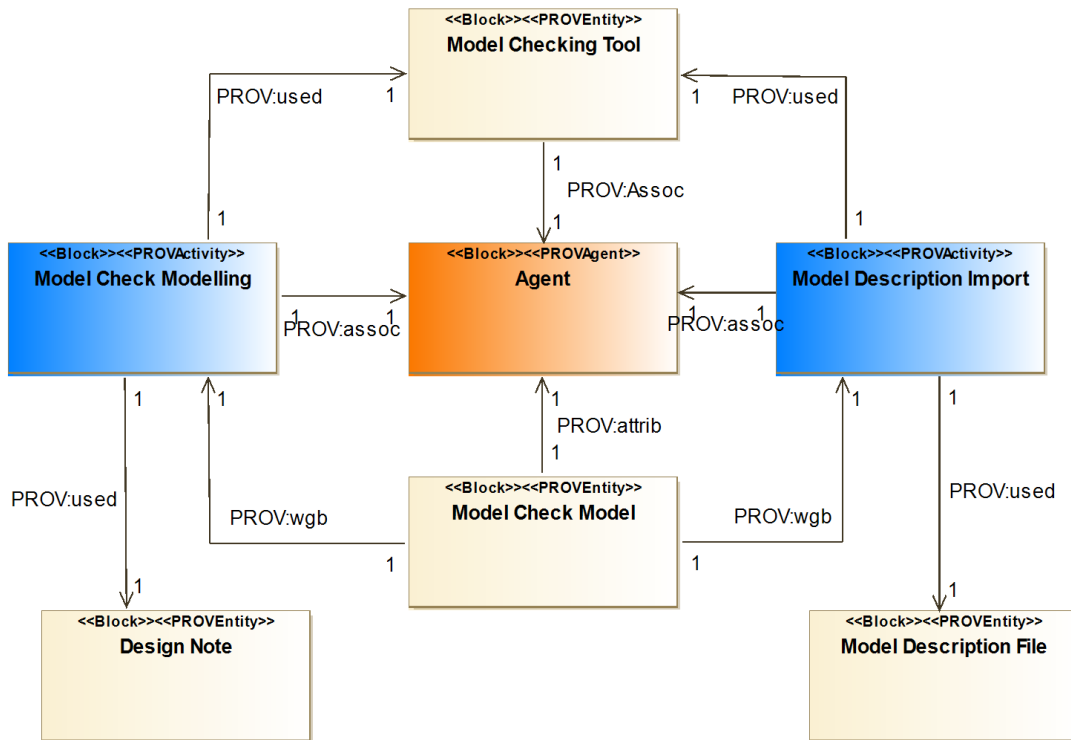 <<Block>><<PROVEntity>>
Model Checking Tool
PROV:used
1
1
PROV:used
1
1
1
PROV:Assoc
1
<<Block>><<PROVActivity>>
Model Check Modelling
<<Block>><<PROVAgent>>
Agent
<<Block>><<PROVActivity>>
Model Description Import
1
PROV:assoc
1
1
PROV:assoc
1
1
1
1
1
1
PROV:attrib
1
PROV:used
PROV:wgb
<<Block>><<PROVEntity>>
Model Check Model
PROV:wgb
PROV:used
1
1
1
1
<<Block>><<PROVEntity>>
Design Note
<<Block>><<PROVEntity>>
Model Description File